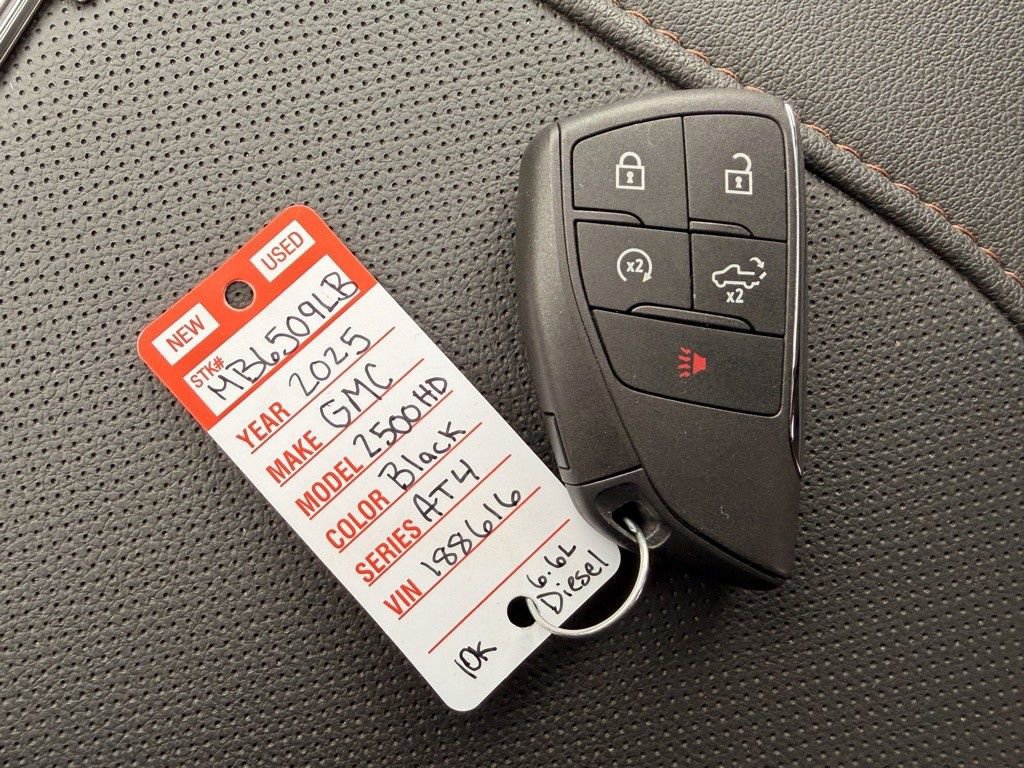 NEW USED
STK# MB6509LB
YEAR 2025
MAKE GMC
MODEL 2500HD
COLOR Black
SERIES AT4
VIN 188616
6.6L
Diesel
10K
x2
x2